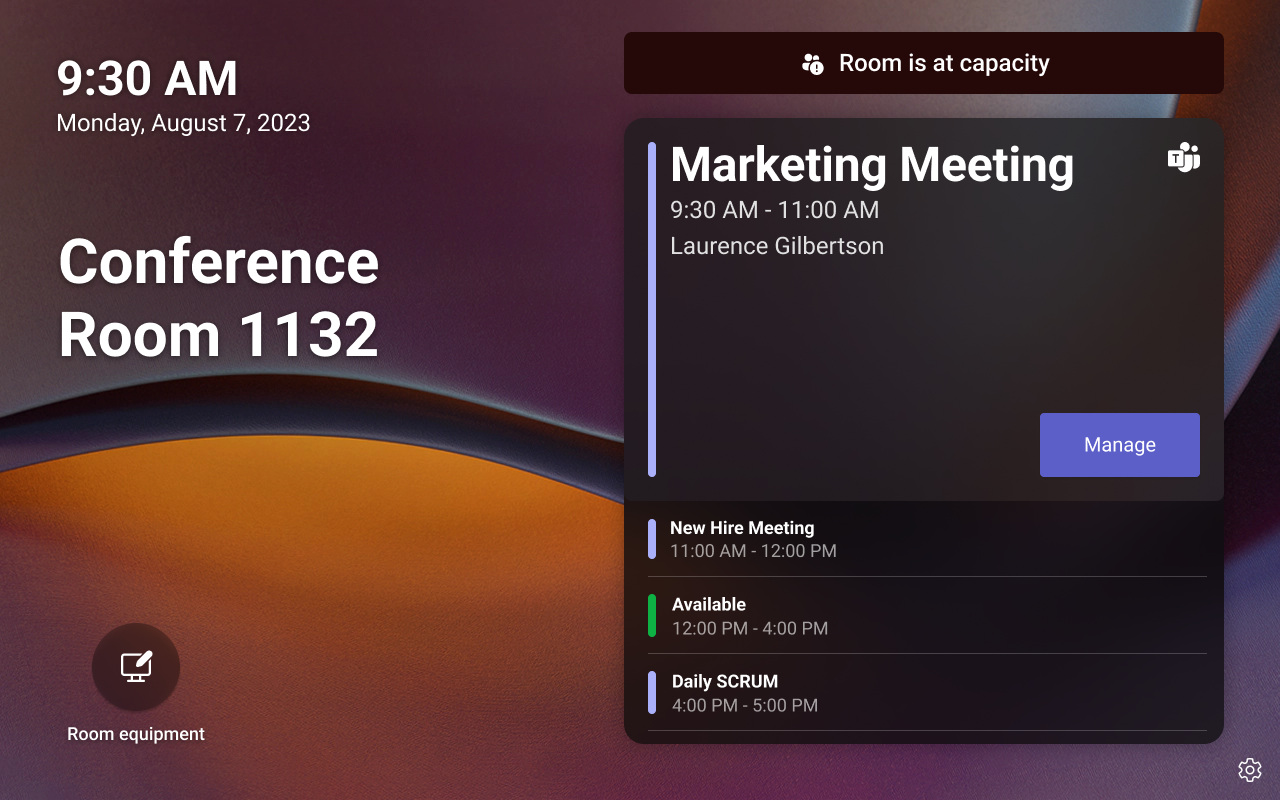 9:30 AM
Monday, August 7, 2023
Conference
Room 1132
Room equipment
Room is at capacity
Marketing Meeting
T
9:30 AM - 11:00 AM
Laurence Gilbertson
Manage
New Hire Meeting
11:00 AM - 12:00 PM
Available
12:00 PM - 4:00 PM
Daily SCRUM
4:00 PM - 5:00 PM